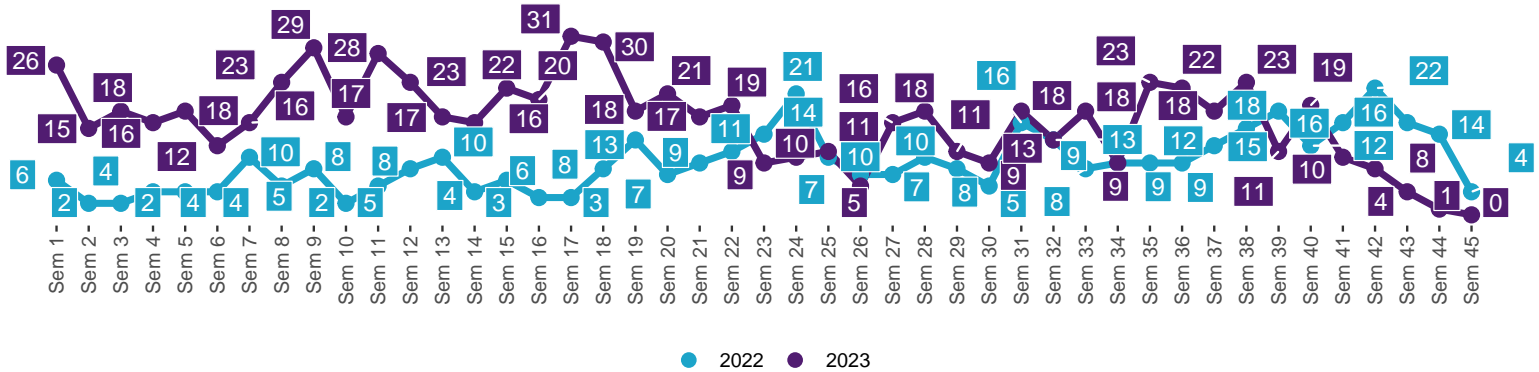 31
29
30
28
26
23
23
22
20
21
19
21
18
16
17
16
18
17
16
18
17
15
12
10
10
8
8
8
13
9
11
14
10
11
16
18
11
16
18
18
23
22
23
19
22
6
4
2
2
4
4
5
2
5
4
3
6
3
7
9
7
5
10
7
10
8
5
9
13
8
9
9
13
9
12
9
18
18
15
11
16
10
16
12
4
8
1
14
0
4
Sem 1
Sem 2
Sem 3
Sem 4
Sem 5
Sem 6
Sem 7
Sem 8
Sem 9
Sem 10
Sem 11
Sem 12
Sem 13
Sem 14
Sem 15
Sem 16
Sem 17
Sem 18
Sem 19
Sem 20
Sem 21
Sem 22
Sem 23
Sem 24
Sem 25
Sem 26
Sem 27
Sem 28
Sem 29
Sem 30
Sem 31
Sem 32
Sem 33
Sem 34
Sem 35
Sem 36
Sem 37
Sem 38
Sem 39
Sem 40
Sem 41
Sem 42
Sem 43
Sem 44
Sem 45
2022 2023